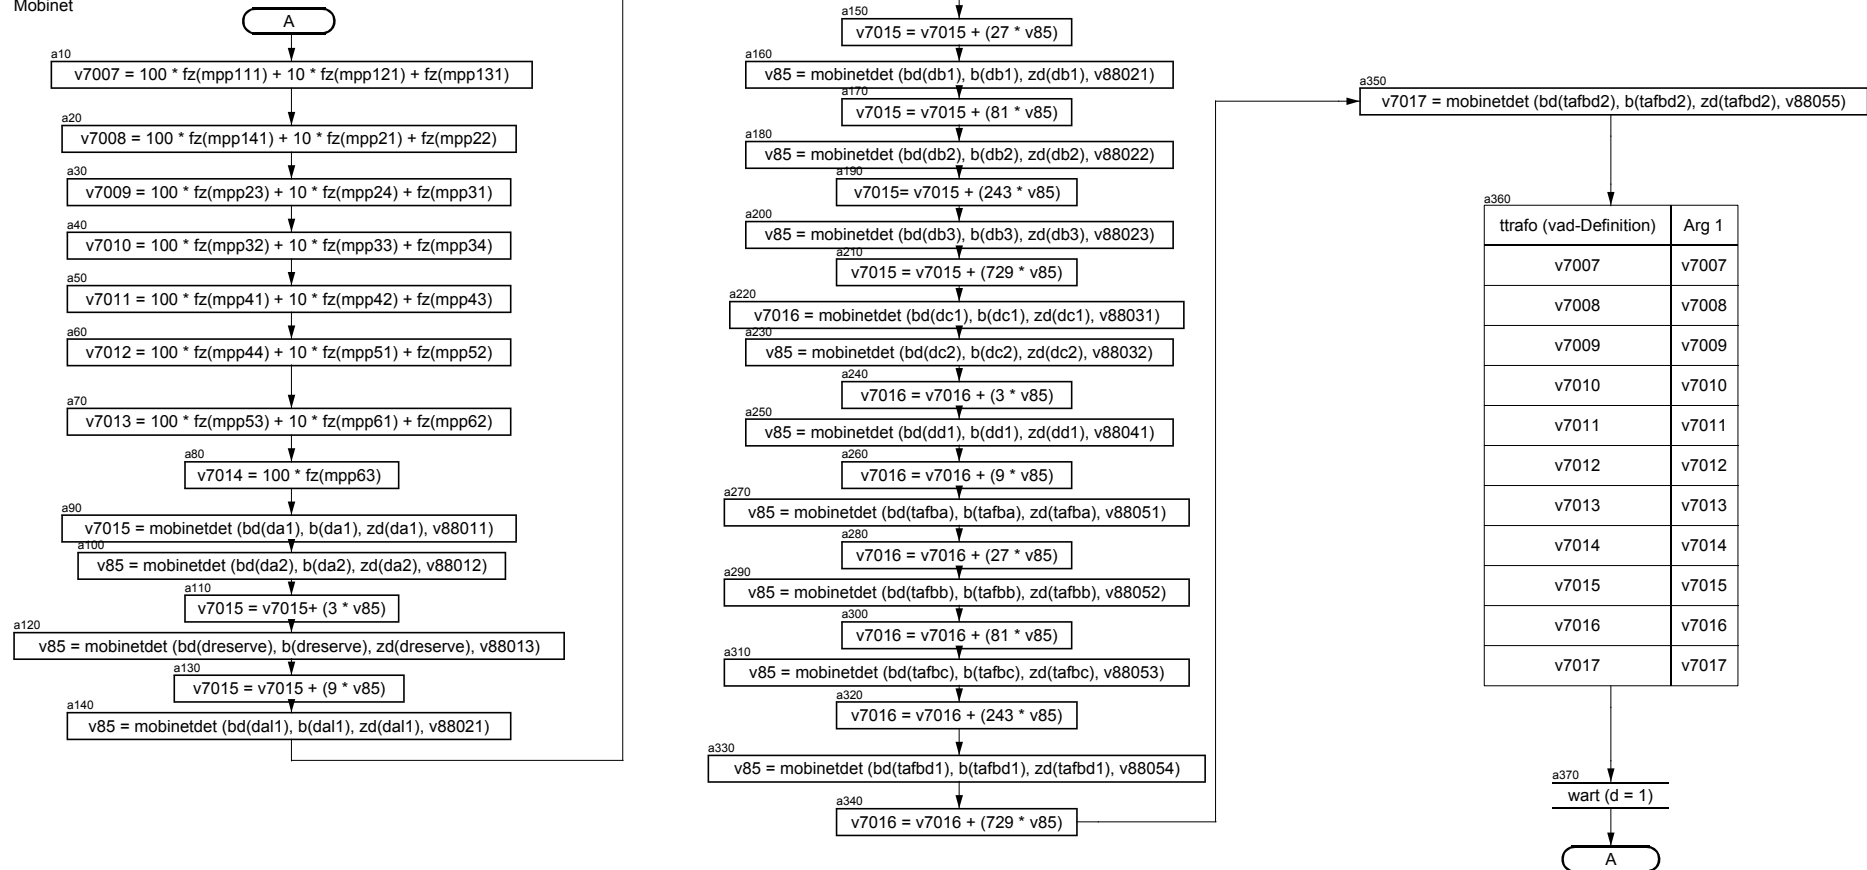 Mobinet
A
a10
v7007 = 100 * fz(mpp111) + 10 * fz(mpp121) + fz(mpp131)
a20
v7008 = 100 * fz(mpp141) + 10 * fz(mpp21) + fz(mpp22)
a30
v7009 = 100 * fz(mpp23) + 10 * fz(mpp24) + fz(mpp31)
a40
v7010 = 100 * fz(mpp32) + 10 * fz(mpp33) + fz(mpp34)
a50
v7011 = 100 * fz(mpp41) + 10 * fz(mpp42) + fz(mpp43)
a60
v7012 = 100 * fz(mpp44) + 10 * fz(mpp51) + fz(mpp52)
a70
v7013 = 100 * fz(mpp53) + 10 * fz(mpp61) + fz(mpp62)
a80
v7014 = 100 * fz(mpp63)
a90
v7015 = mobinetdet (bd(da1), b(da1), zd(da1), v88011)
a100
v85 = mobinetdet (bd(da2), b(da2), zd(da2), v88012)
a110
v7015 = v7015+ (3 * v85)
a120
v85 = mobinetdet (bd(dreserve), b(dreserve), zd(dreserve), v88013)
a130
v7015 = v7015 + (9 * v85)
a140
v85 = mobinetdet (bd(dal1), b(dal1), zd(dal1), v88021)
a150
v7015 = v7015 + (27 * v85)
a160
v85 = mobinetdet (bd(db1), b(db1), zd(db1), v88021)
a170
v7015 = v7015 + (81 * v85)
a180
v85 = mobinetdet (bd(db2), b(db2), zd(db2), v88022)
a190
v7015= v7015 + (243 * v85)
a200
v85 = mobinetdet (bd(db3), b(db3), zd(db3), v88023)
a210
v7015 = v7015 + (729 * v85)
a220
v7016 = mobinetdet (bd(dc1), b(dc1), zd(dc1), v88031)
a230
v85 = mobinetdet (bd(dc2), b(dc2), zd(dc2), v88032)
a240
v7016 = v7016 + (3 * v85)
a250
v85 = mobinetdet (bd(dd1), b(dd1), zd(dd1), v88041)
a260
v7016 = v7016 + (9 * v85)
a270
v85 = mobinetdet (bd(tafba), b(tafba), zd(tafba), v88051)
a280
v7016 = v7016 + (27 * v85)
a290
v85 = mobinetdet (bd(tafbb), b(tafbb), zd(tafbb), v88052)
a300
v7016 = v7016 + (81 * v85)
a310
v85 = mobinetdet (bd(tafbc), b(tafbc), zd(tafbc), v88053)
a320
v7016 = v7016 + (243 * v85)
a330
v85 = mobinetdet (bd(tafbd1), b(tafbd1), zd(tafbd1), v88054)
a340
v7016 = v7016 + (729 * v85)
a350
v7017 = mobinetdet (bd(tafbd2), b(tafbd2), zd(tafbd2), v88055)
a360
ttrafo (vad-Definition) Arg 1
v7007 v7007
v7008 v7008
v7009 v7009
v7010 v7010
v7011 v7011
v7012 v7012
v7013 v7013
v7014 v7014
v7015 v7015
v7016 v7016
v7017 v7017
a370
wart (d = 1)
A